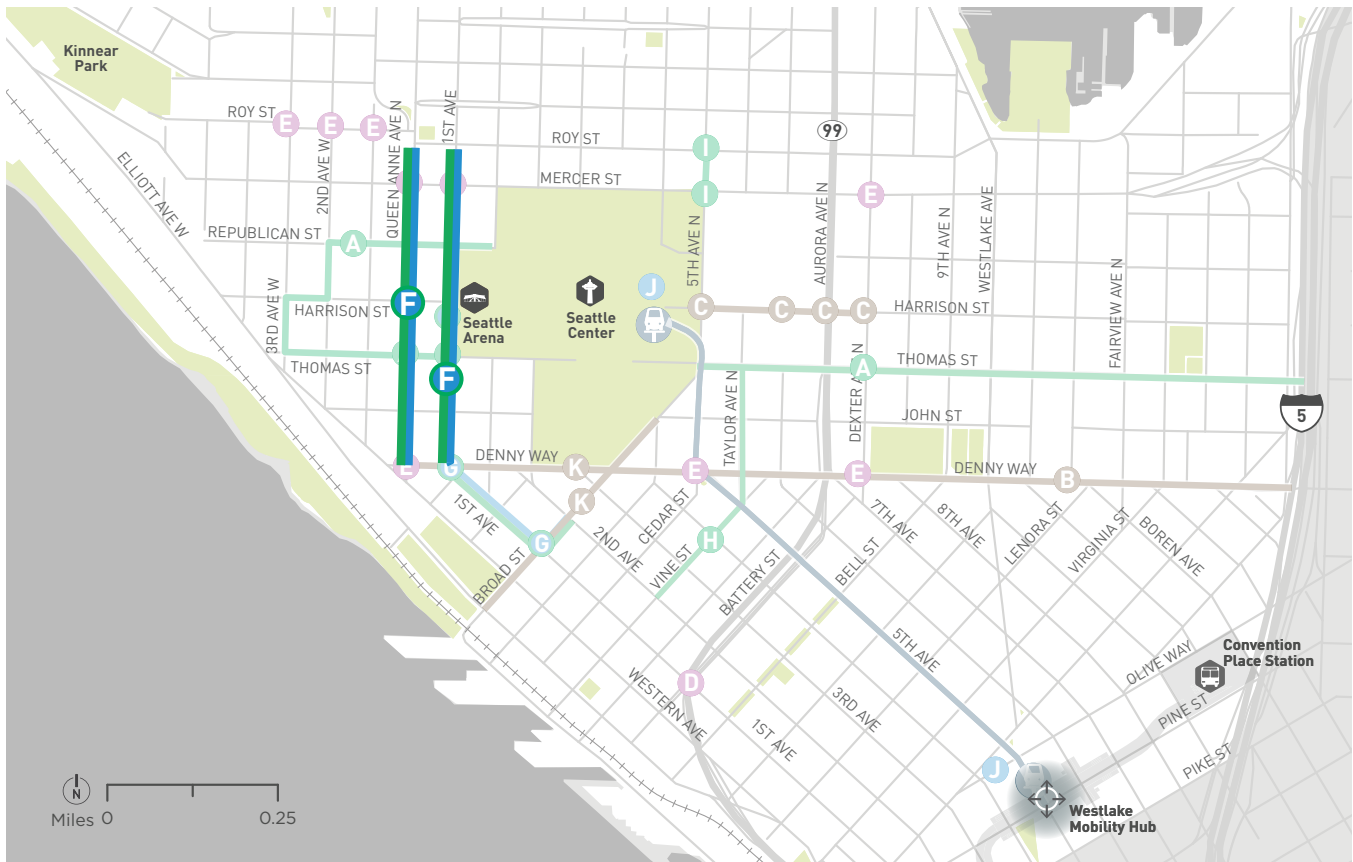 Kinnear
Park
ROY ST
E
E
E
QUEEN ANNE AVE N
1ST AVE
ROY ST
I
99
ELLIOTT AVE W
2ND AVE W
MERCER ST
I
E
REPUBLICAN ST
A
5TH AVE N
AURORA AVE N
9TH AVE N
WESTLAKE AVE
3RD AVE W
HARRISON ST
F
Seattle
Arena
Seattle
Center
J
C
C
C
C
HARRISON ST
FAIRVIEW AVE N
THOMAS ST
F
THOMAS ST
A
TAYLOR AVE N
DEXTER AVE N
JOHN ST
5
E
G
DENNY WAY
K
E
E
DENNY WAY
B
1ST AVE
K
G
BROAD ST
2ND AVE
CEDAR ST
VINE ST
H
BATTERY ST
BELL ST
7TH AVE
8TH AVE
LENORA ST
VIRGINIA ST
BOREN AVE
5TH AVE
D
WESTERN AVE
1ST AVE
3RD AVE
OLIVE WAY
Convention
Place Station
PINE ST
PIKE ST
J
Westlake
Mobility Hub
N
Miles 0 0.25